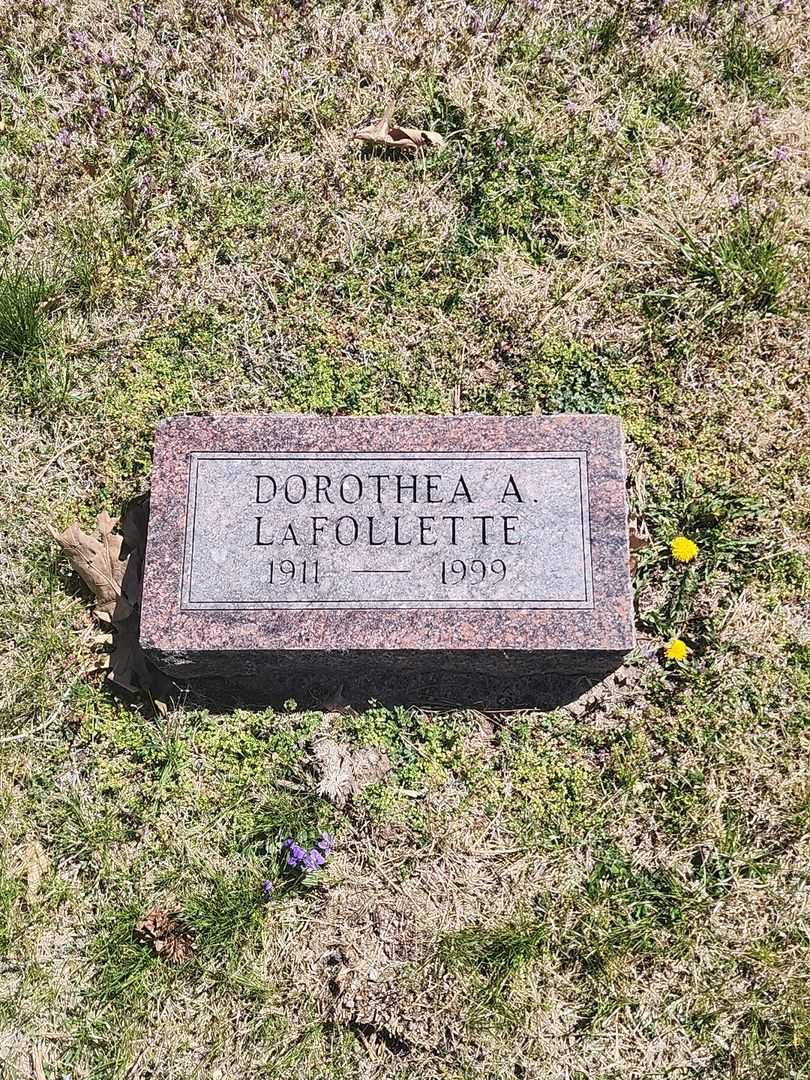 DOROTHEA A.
LAFOLLETTE
1911 — 1999